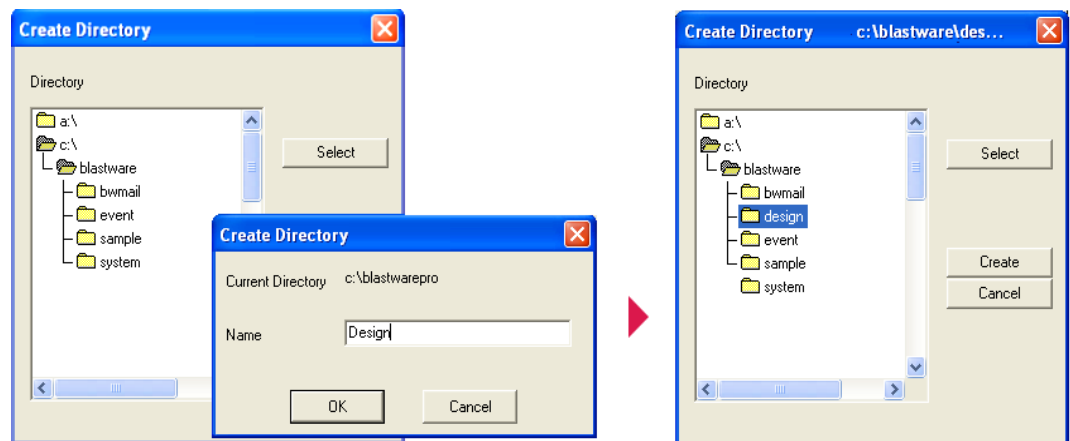 Create Directory
Directory
a:\
c:\
blastware
bwmail
event
sample
system
Select
Create Directory
Current Directory c:\blastwarepro
Name Design
OK Cancel
Create Directory c:\blastware\des...
Directory
a:\
c:\
blastware
bwmail
design
event
sample
system
Select
Create
Cancel